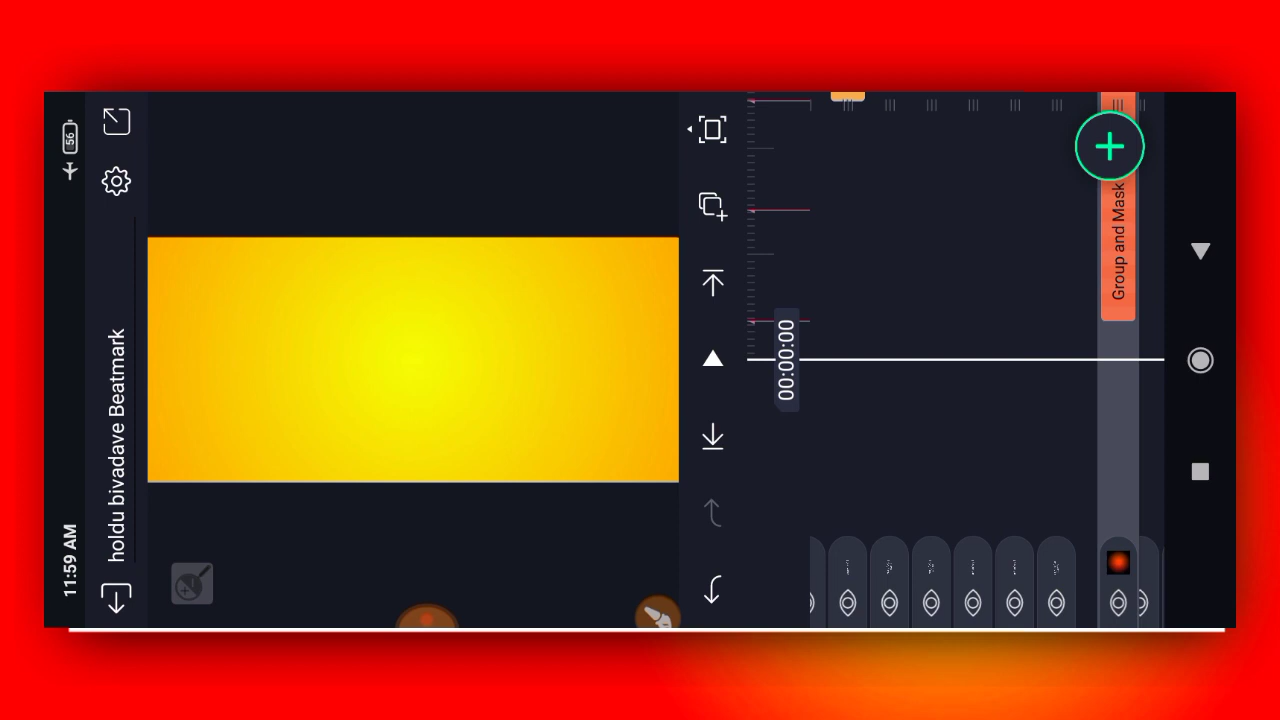 11:59 AM
56
holdu bivadave Beatmark
00:00:00
Group and Mask